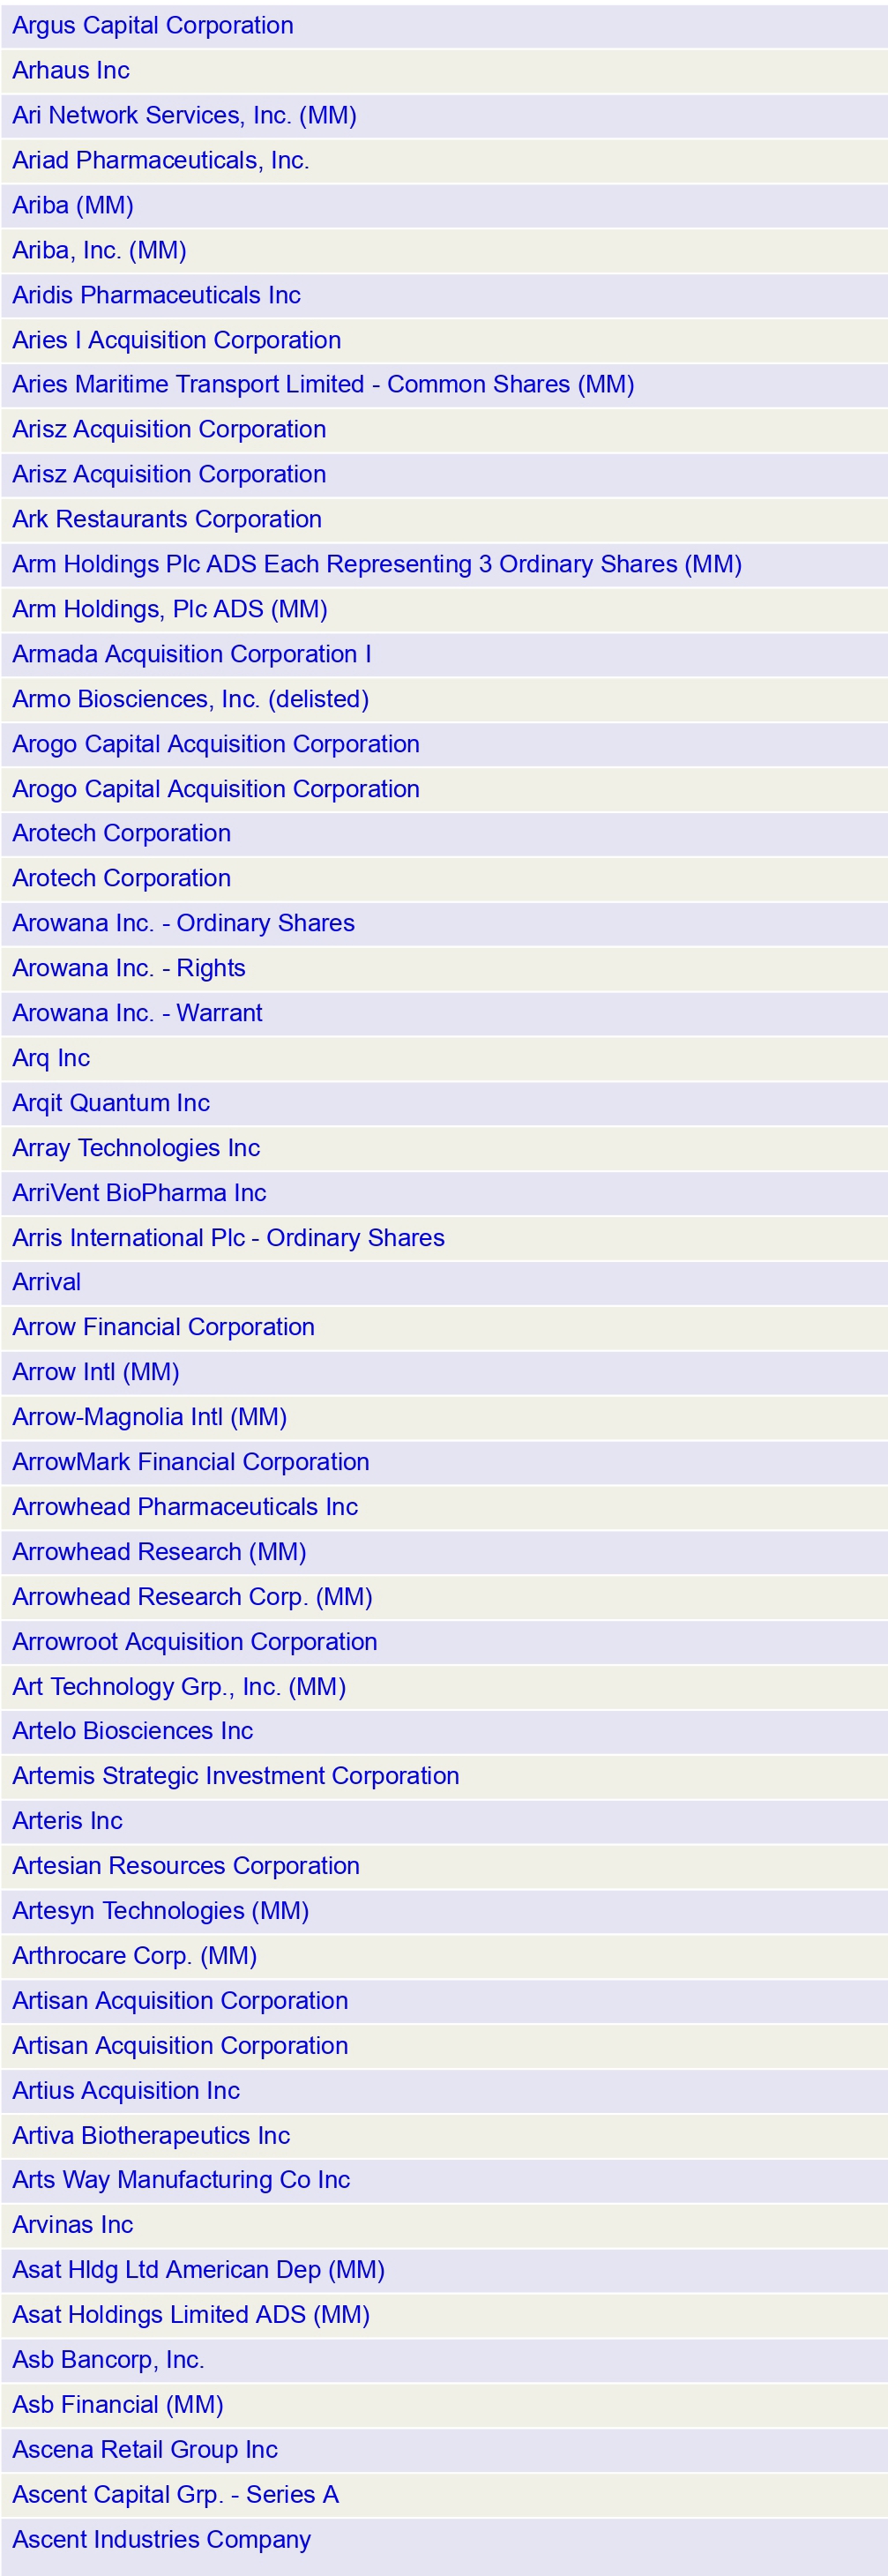 Argus Capital Corporation
Arhaus Inc
Ari Network Services, Inc. (MM)
Ariad Pharmaceuticals, Inc.
Ariba (MM)
Ariba, Inc. (MM)
Aridis Pharmaceuticals Inc
Aries I Acquisition Corporation
Aries Maritime Transport Limited - Common Shares (MM)
Arisz Acquisition Corporation
Arisz Acquisition Corporation
Ark Restaurants Corporation
Arm Holdings Plc ADS Each Representing 3 Ordinary Shares (MM)
Arm Holdings, Plc ADS (MM)
Armada Acquisition Corporation I
Armo Biosciences, Inc. (delisted)
Arogo Capital Acquisition Corporation
Arogo Capital Acquisition Corporation
Arotech Corporation
Arotech Corporation
Arowana Inc. - Ordinary Shares
Arowana Inc. - Rights
Arowana Inc. - Warrant
Arq Inc
Arqit Quantum Inc
Array Technologies Inc
ArriVent BioPharma Inc
Arris International Plc - Ordinary Shares
Arrival
Arrow Financial Corporation
Arrow Intl (MM)
Arrow-Magnolia Intl (MM)
ArrowMark Financial Corporation
Arrowhead Pharmaceuticals Inc
Arrowhead Research (MM)
Arrowhead Research Corp. (MM)
Arrowroot Acquisition Corporation
Art Technology Grp., Inc. (MM)
Artelo Biosciences Inc
Artemis Strategic Investment Corporation
Arteris Inc
Artesian Resources Corporation
Artesyn Technologies (MM)
Arthrocare Corp. (MM)
Artisan Acquisition Corporation
Artisan Acquisition Corporation
Artius Acquisition Inc
Artiva Biotherapeutics Inc
Arts Way Manufacturing Co Inc
Arvinas Inc
Asat Hldg Ltd American Dep (MM)
Asat Holdings Limited ADS (MM)
Asb Bancorp, Inc.
Asb Financial (MM)
Ascena Retail Group Inc
Ascent Capital Grp. - Series A
Ascent Industries Company